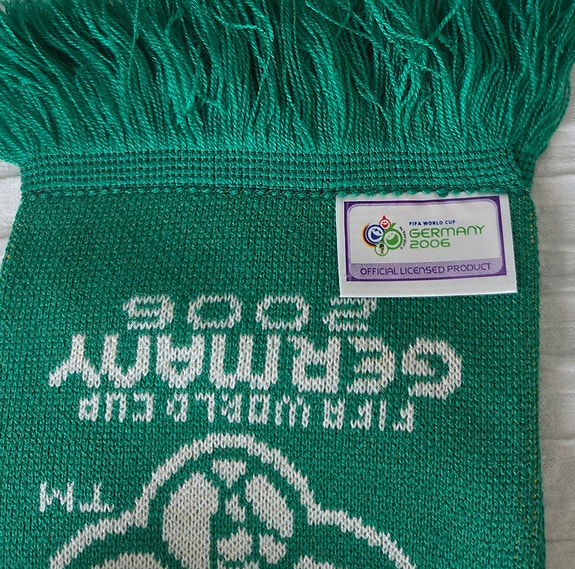 FIFA WORLD CUP
GERMANY
2006
OFFICIAL LICENSED PRODUCT
2006
GERMANY
FIFA WORLD CUP
TM